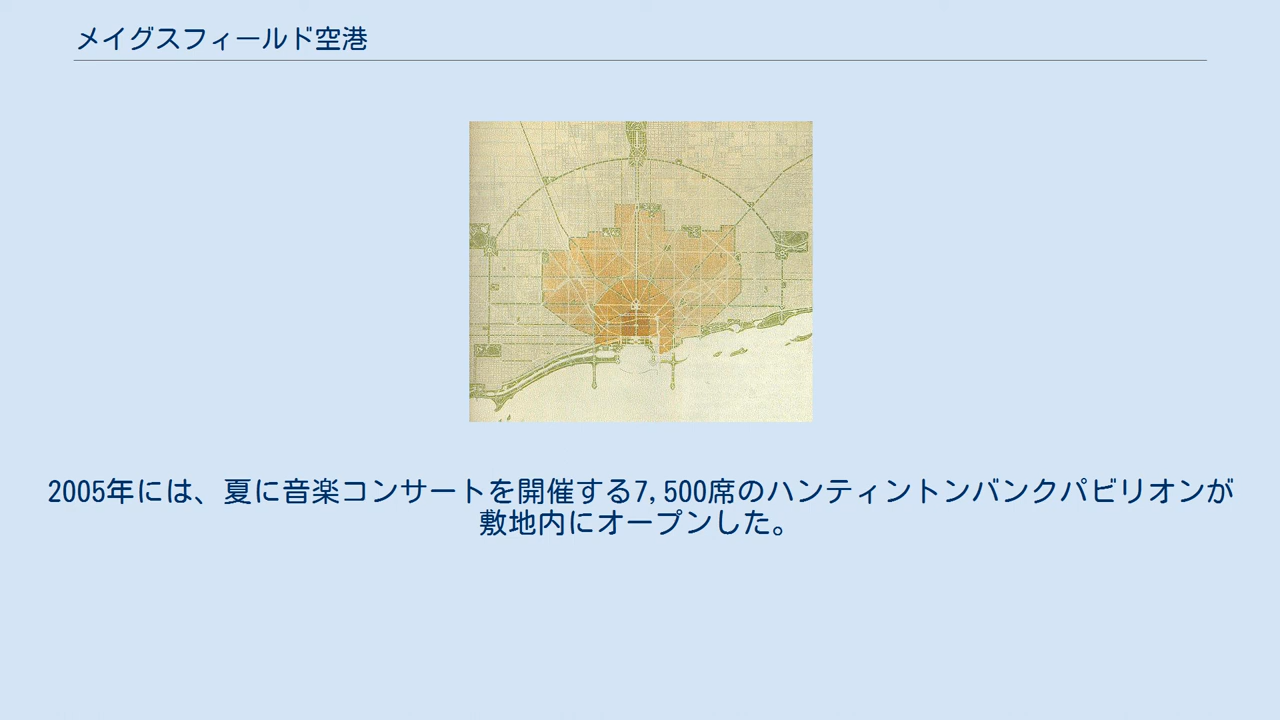 メイグスフィールド空港
2005年には、夏に音楽コンサートを開催する7,500席のハンティントンバンクパビリオンが
敷地内にオープンした。